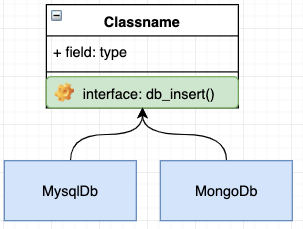 Classname
+ field: type
interface: db_insert()
MysqlDb
MongoDb